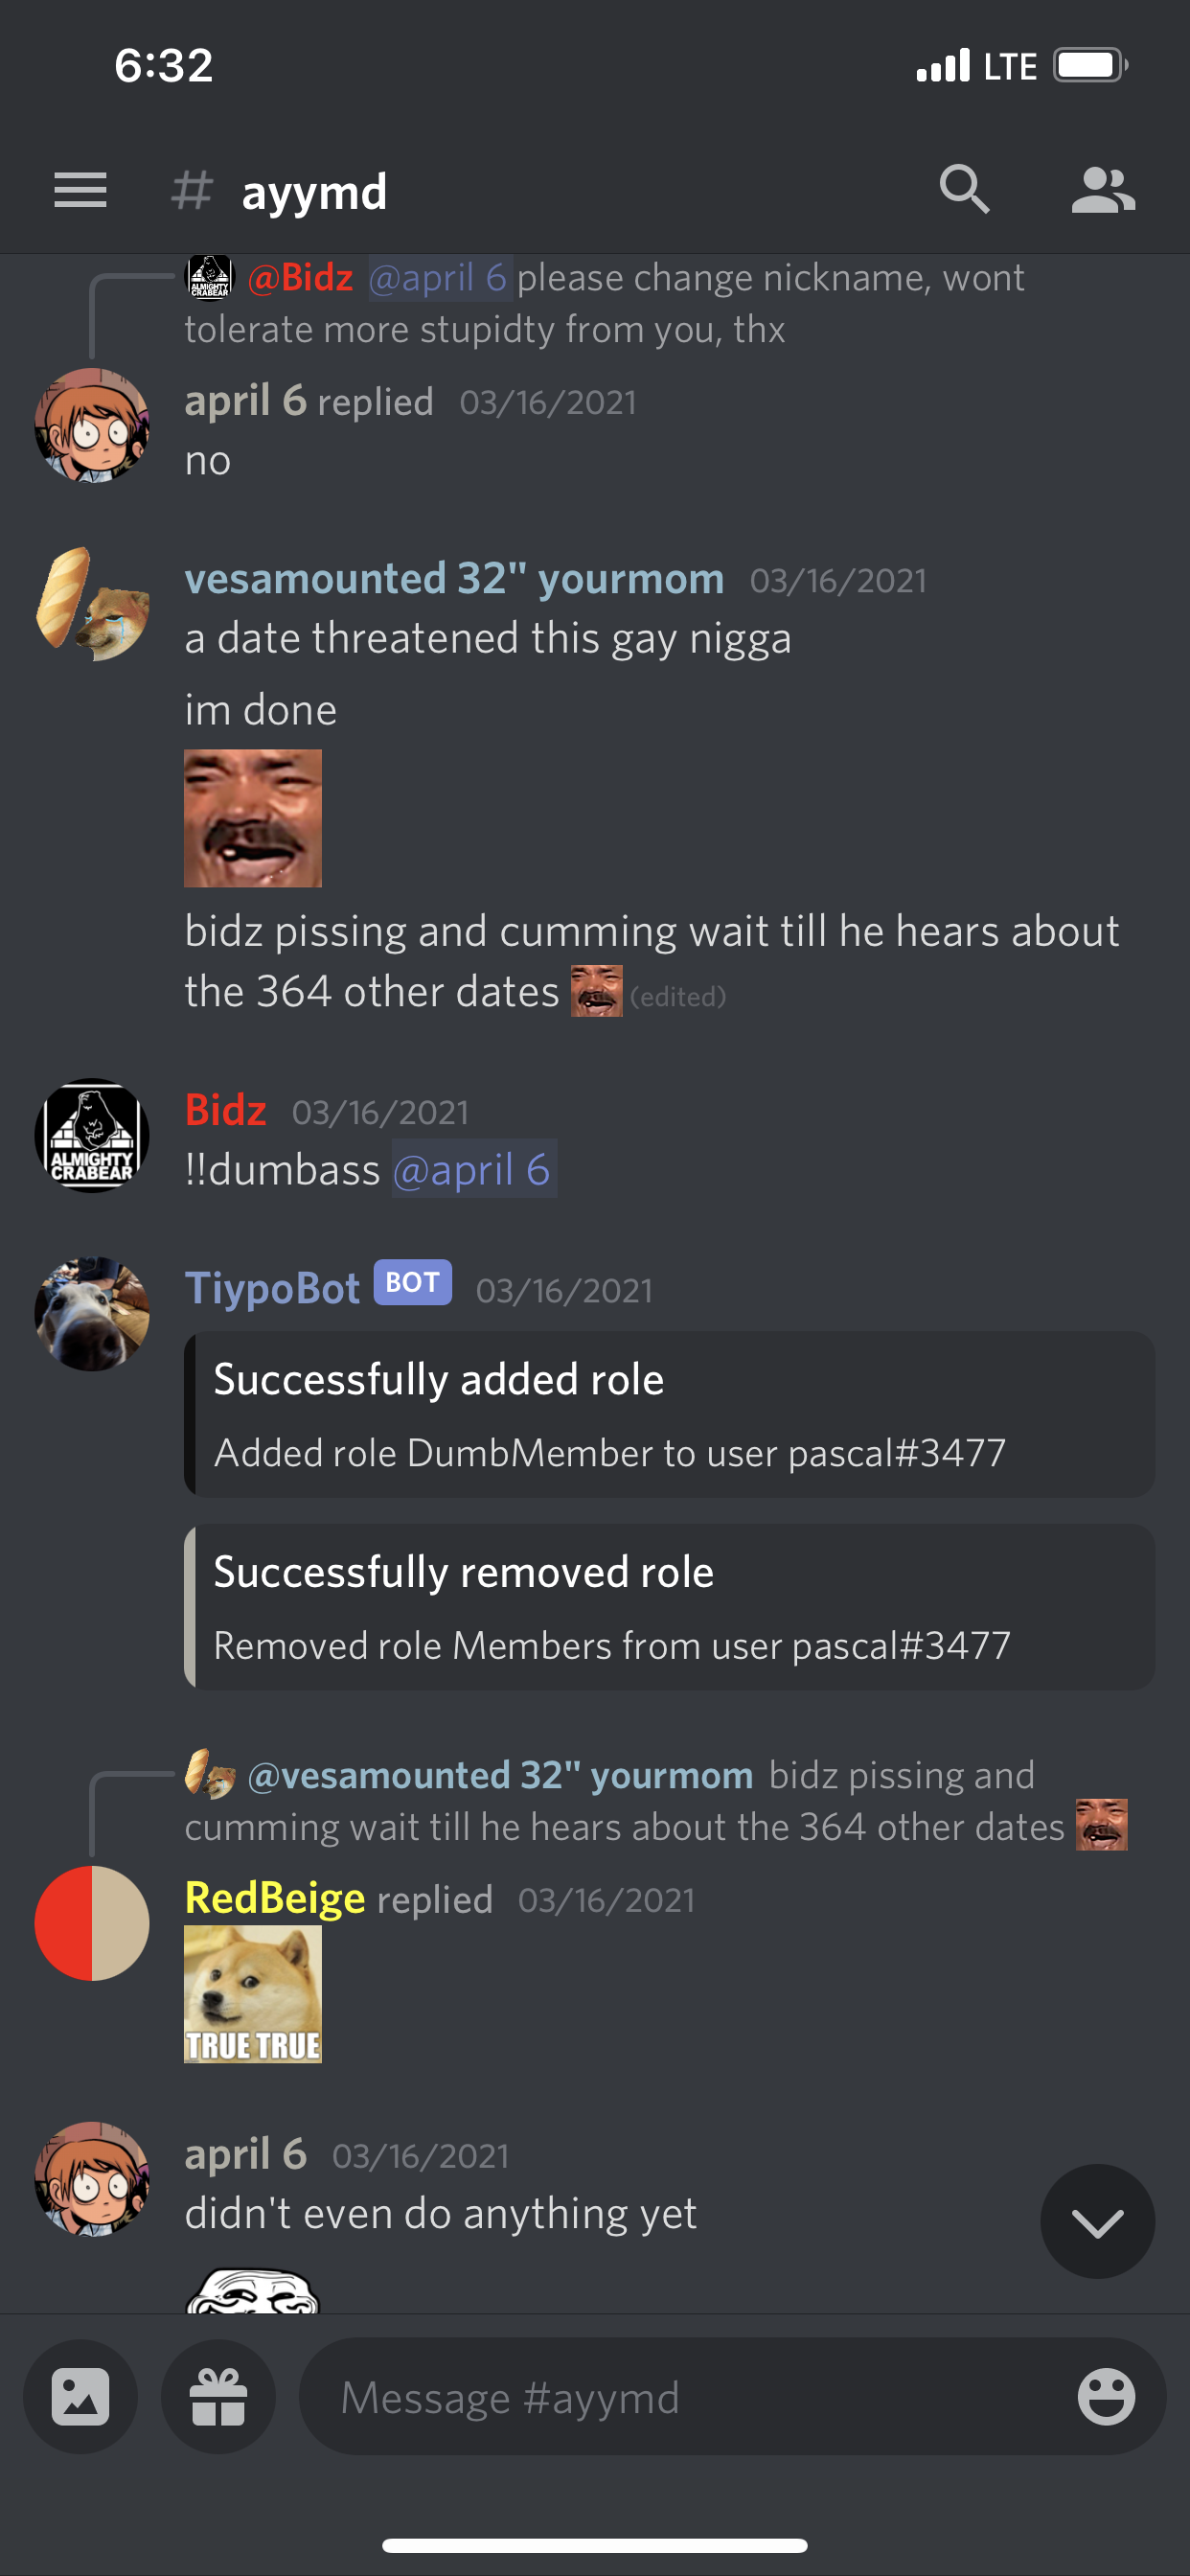 6:32
LTE
# ayymd
@Bidz @april 6 please change nickname, wont
tolerate more stupidty from you, thx
april 6 replied 03/16/2021
no
vesamounted 32" yourmom 03/16/2021
a date threatened this gay nigga
im done
bidz pissing and cumming wait till he hears about
the 364 other dates (edited)
ALMIGHTY
CRABEAR
Bidz 03/16/2021
!!dumbass @april 6
TiypoBot BOT 03/16/2021
Successfully added role
Added role DumbMember to user pascal#3477
Successfully removed role
Removed role Members from user pascal#3477
@vesamounted 32" yourmom bidz pissing and
cumming wait till he hears about the 364 other dates
RedBeige replied 03/16/2021
TRUE TRUE
april 6 03/16/2021
didn't even do anything yet
Message #ayymd